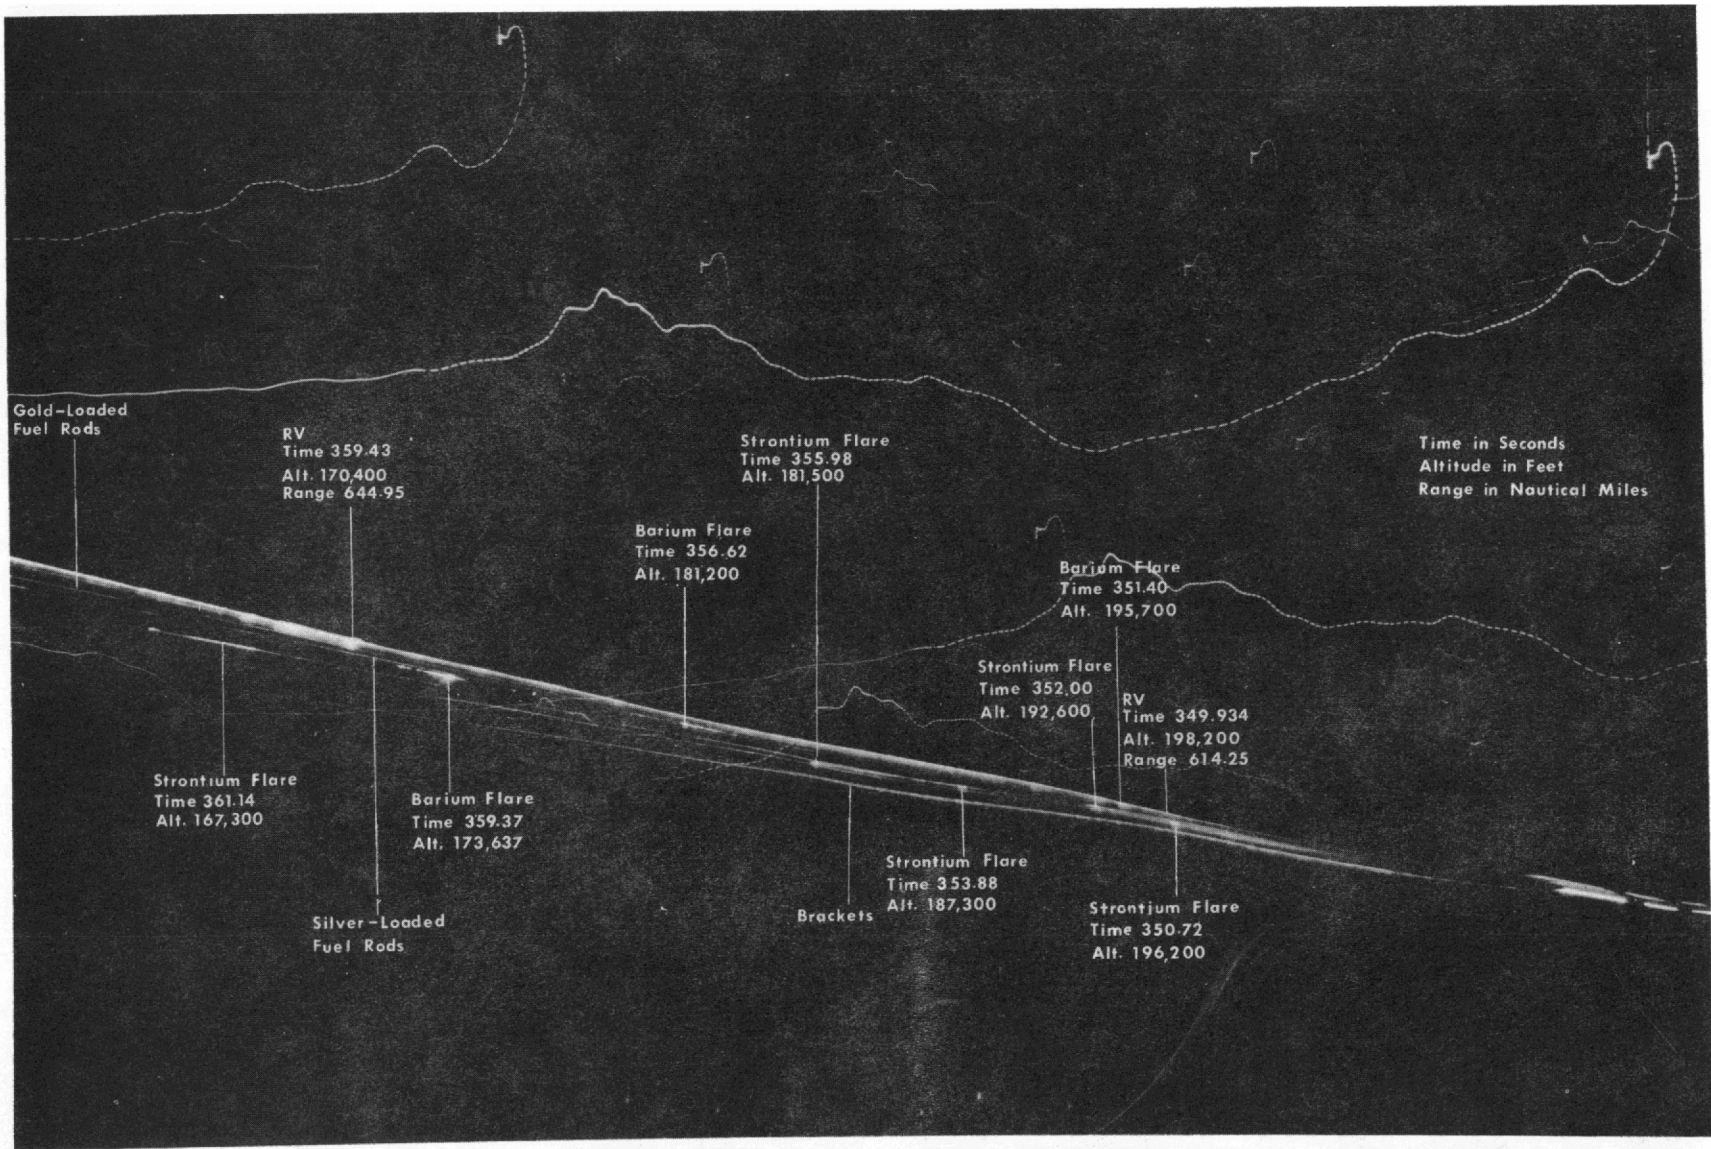 Gold-Loaded
Fuel Rods
RV
Time 359.43
Alt. 170,400
Range 644.95
Strontium Flare
Time 355.98
Alt. 181,500
Time in Seconds
Altitude in Feet
Range in Nautical Miles
Barium Flare
Time 356.62
Alt. 181,200
Barium Flare
Time 351.40
Alt. 195,700
Strontium Flare
Time 352.00
Alt. 192,600
RV
Time 349.934
Alt. 198,200
Range 614.25
Strontium Flare
Time 361.14
Alt. 167,300
Barium Flare
Time 359.37
Alt. 173,637
Silver-Loaded
Fuel Rods
Brackets
Strontium Flare
Time 353.88
Alt. 187,300
Strontium Flare
Time 350.72
Alt. 196,200